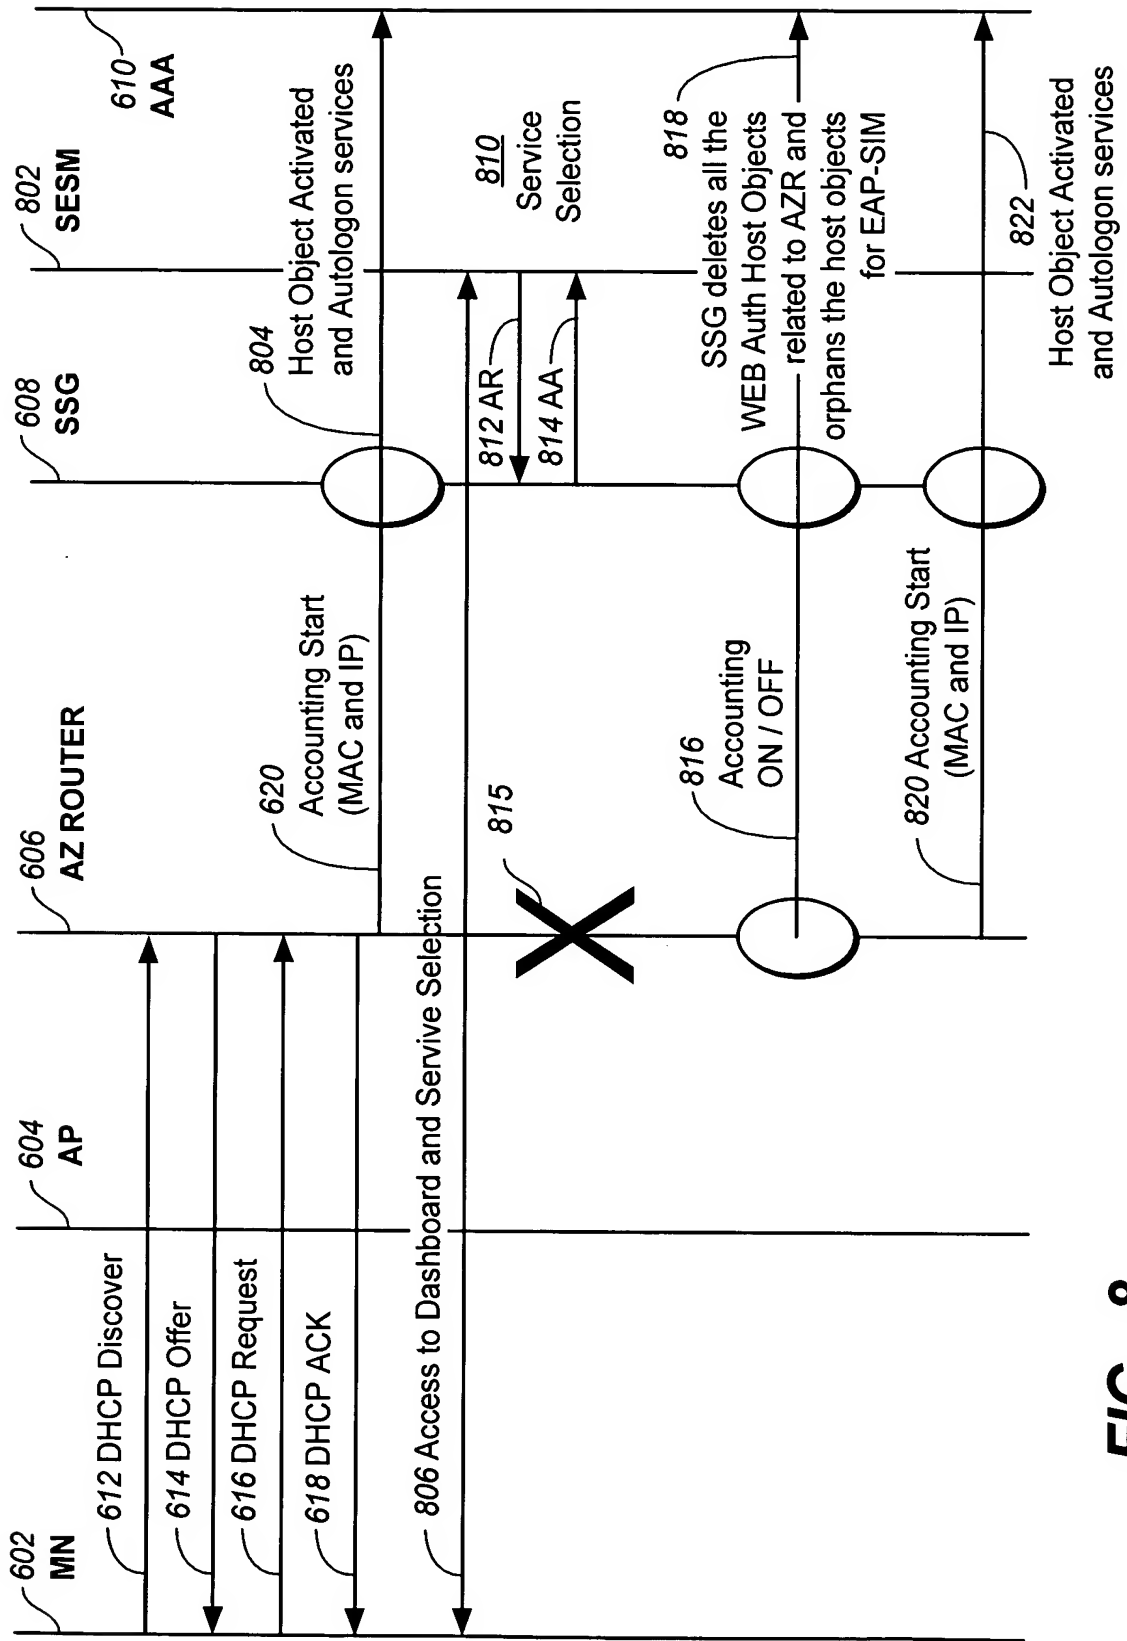 602
MN
604
AP
606
AZ ROUTER
608
SSG
802
SESM
610
AAA
612 DHCP Discover
614 DHCP Offer
616 DHCP Request
618 DHCP ACK
620
Accounting Start
(MAC and IP)
804
Host Object Activated
and Autologon services
806 Access to Dashboard and Servive Selection
812 AR
814 AA
810
Service
Selection
815
816
Accounting
ON / OFF
818
SSG deletes all the
WEB Auth Host Objects
related to AZR and
orphans the host objects
for EAP-SIM
820 Accounting Start
(MAC and IP)
822
Host Object Activated
and Autologon services